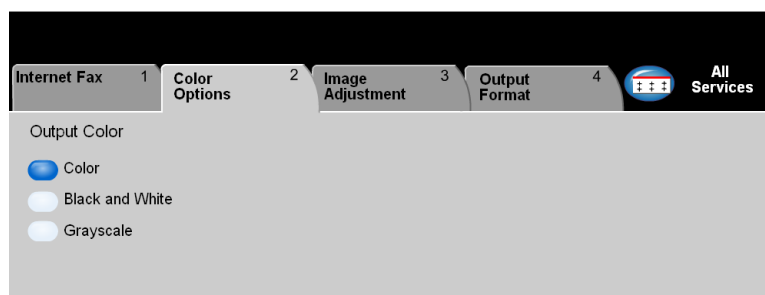 Internet Fax 1
Color Options 2
Image Adjustment 3
Output Format 4
All Services
Output Color
Color
Black and White
Grayscale